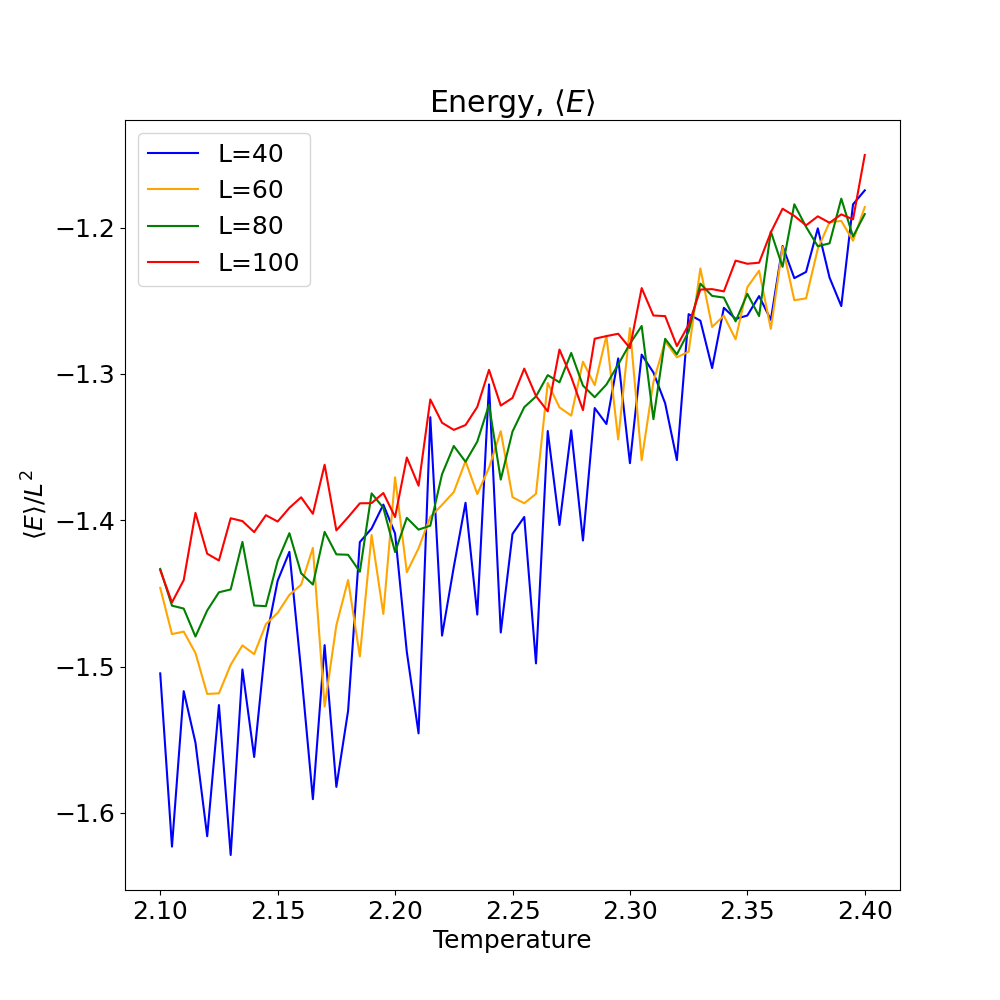 Energy, ⟨E⟩
L=40
L=60
L=80
L=100
⟨E⟩/L²
−1.2
−1.3
−1.4
−1.5
−1.6
2.10 2.15 2.20 2.25 2.30 2.35 2.40
Temperature